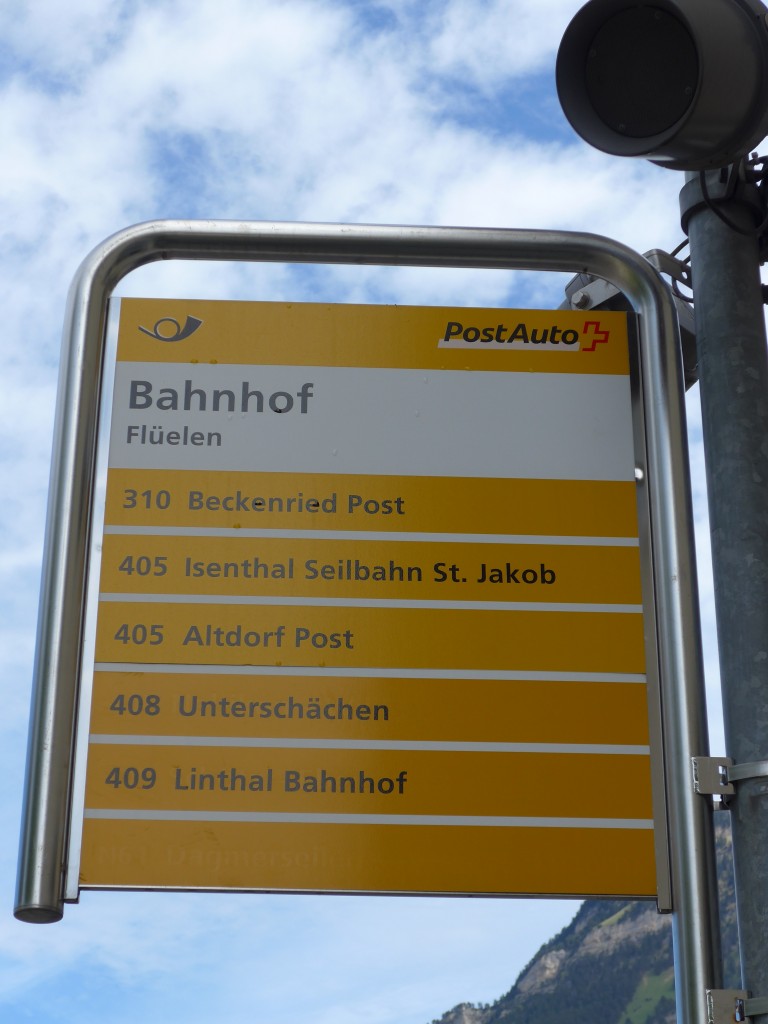 PostAuto
Bahnhof
Flüelen
310 Beckenried Post
405 Isenthal Seilbahn St. Jakob
405 Altdorf Post
408 Unterschächen
409 Linthal Bahnhof